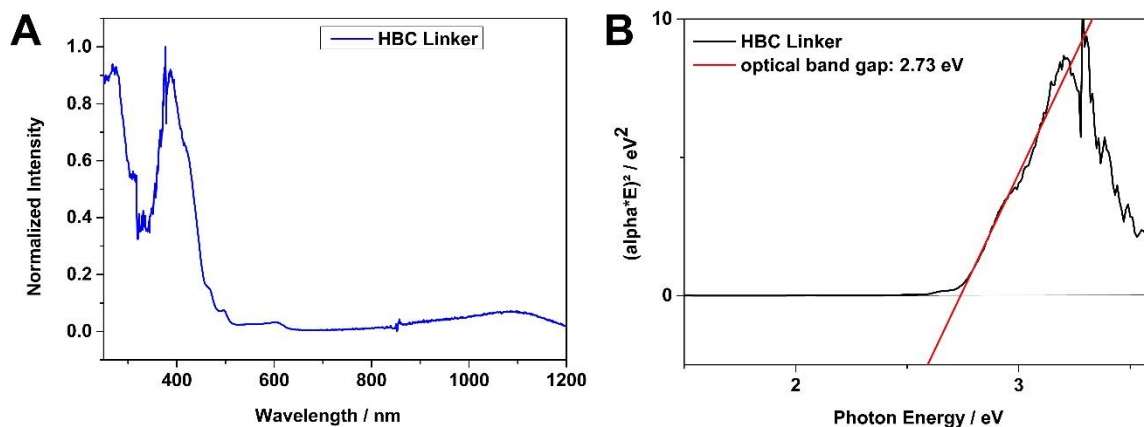 A
HBC Linker
1.0
0.8
0.6
0.4
0.2
0.0
Normalized Intensity
400
600
800
1000
1200
Wavelength / nm
B
HBC Linker
optical band gap: 2.73 eV
10
0
(alpha*E)² / eV²
2
3
Photon Energy / eV